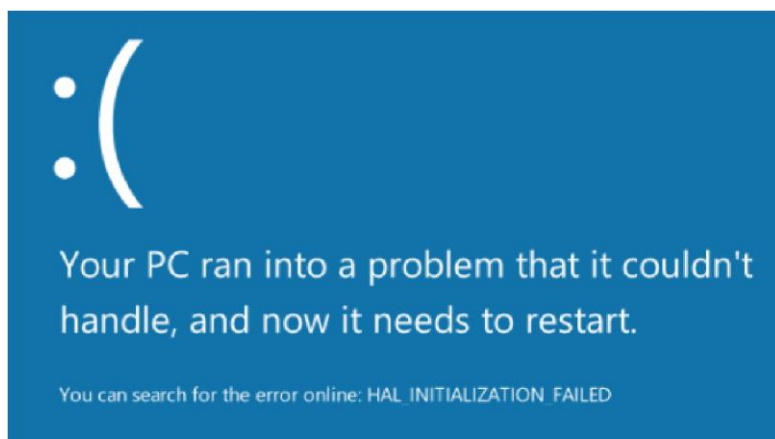 :(
Your PC ran into a problem that it couldn't
handle, and now it needs to restart.
You can search for the error online: HAL_INITIALIZATION_FAILED